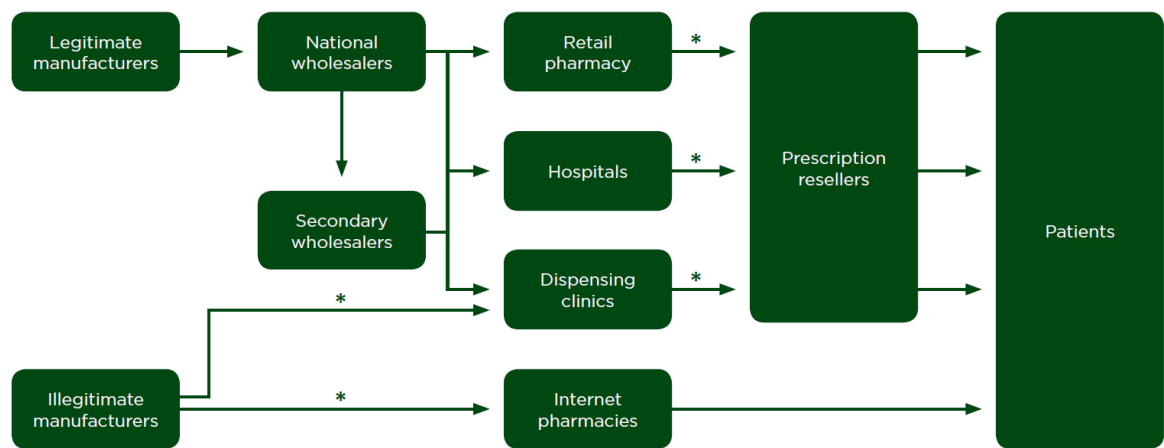 Legitimate
manufacturers
National
wholesalers
Retail
pharmacy
*
Hospitals
*
Prescription
resellers
Patients
Secondary
wholesalers
Dispensing
clinics
*
*
Illegitimate
manufacturers
*
Internet
pharmacies